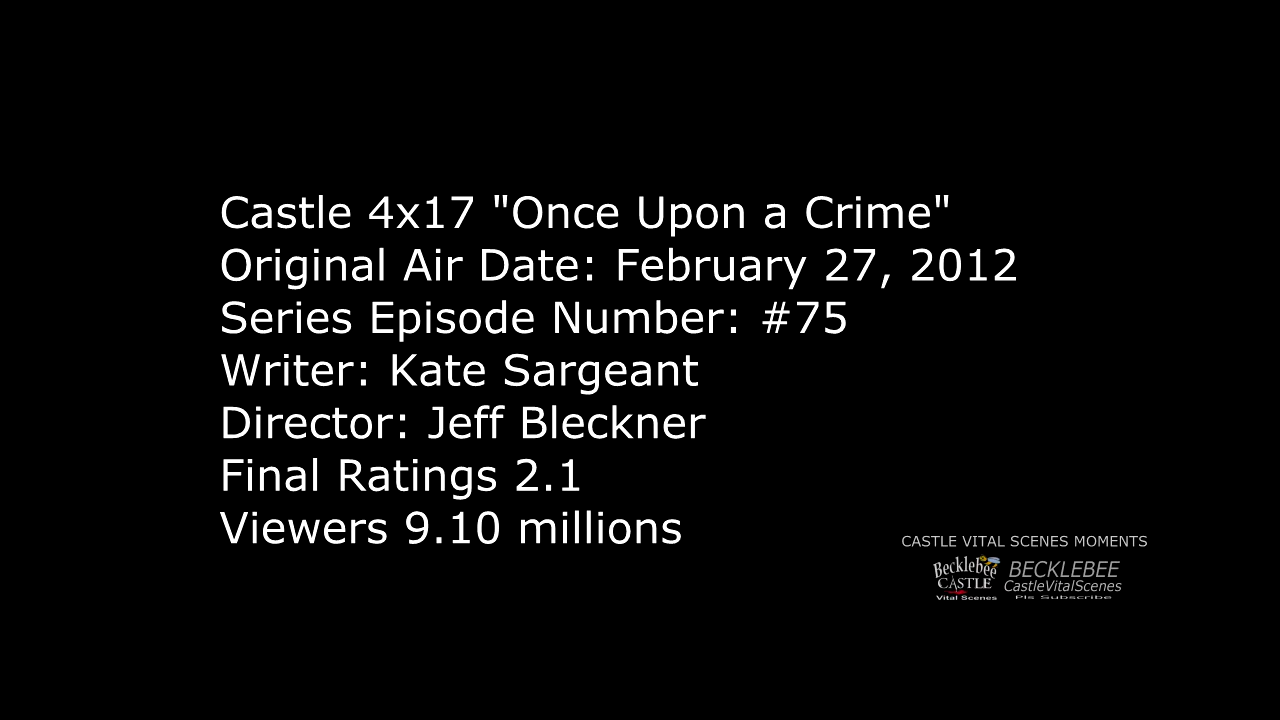 Castle 4x17 "Once Upon a Crime"
Original Air Date: February 27, 2012
Series Episode Number: #75
Writer: Kate Sargeant
Director: Jeff Bleckner
Final Ratings 2.1
Viewers 9.10 millions
CASTLE VITAL SCENES MOMENTS
Becklebee
CASTLE
Vital Scenes
BECKLEBEE
CastleVitalScenes
Pls Subscribe